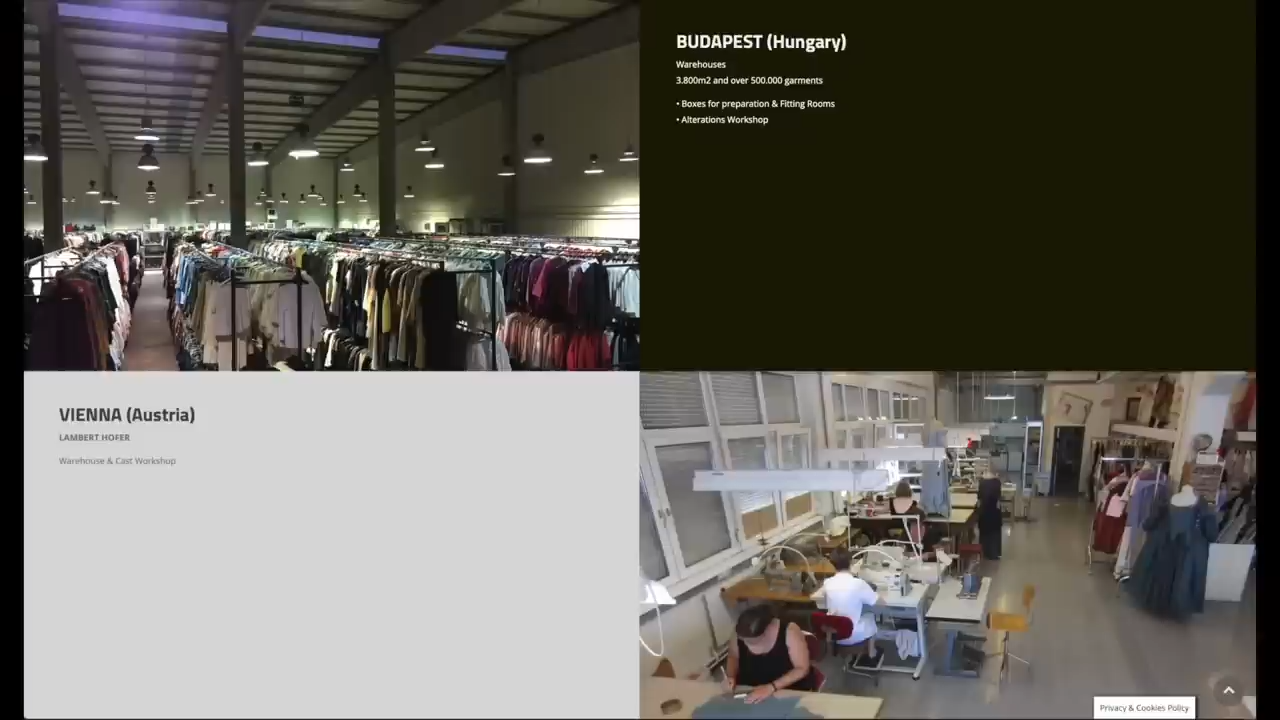 BUDAPEST (Hungary)
Warehouses
3.800m2 and over 500.000 garments
• Boxes for preparation & Fitting Rooms
• Alterations Workshop
VIENNA (Austria)
LAMBERT HOFER
Warehouse & Cast Workshop
Privacy & Cookies Policy